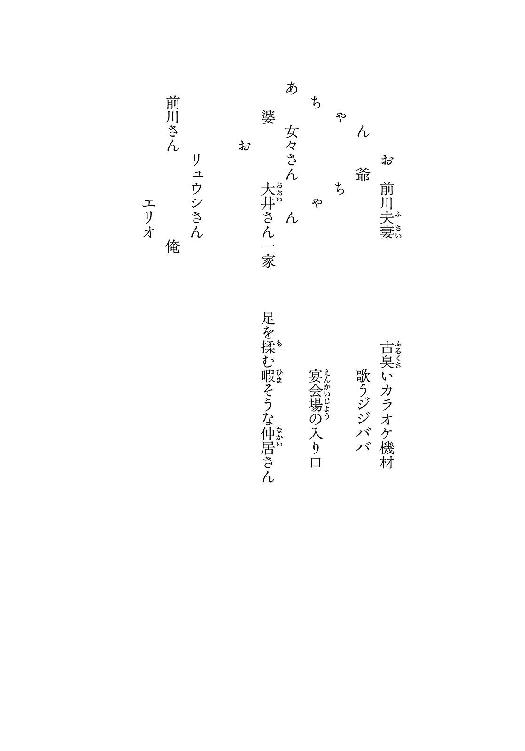 お爺ちゃん
前川夫妻
お婆あちゃん
女々さん
大井さん一家
リュウシさん
前川さん
俺
エリオ
古臭いカラオケ機材
歌うジジババ
宴会場の入り口
足を揉む暇そうな仲居さん